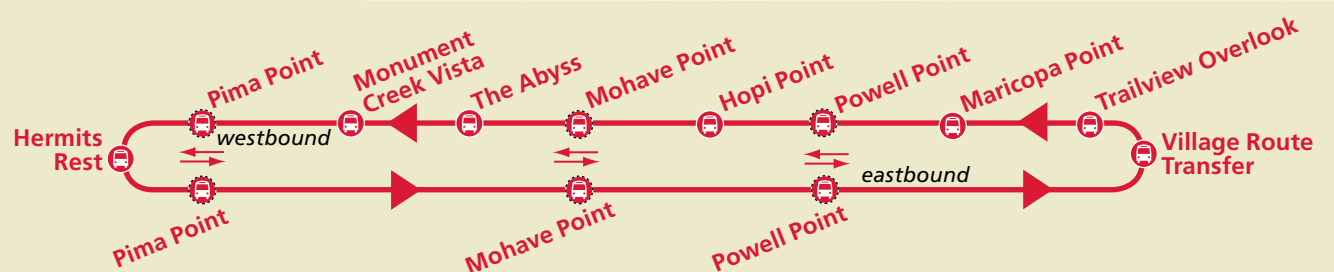 Pima Point
Monument
Creek Vista
The Abyss
Mohave Point
Hopi Point
Powell Point
Maricopa Point
Trailview Overlook
Hermits
Rest
westbound
Village Route
Transfer
eastbound
Pima Point
Mohave Point
Powell Point